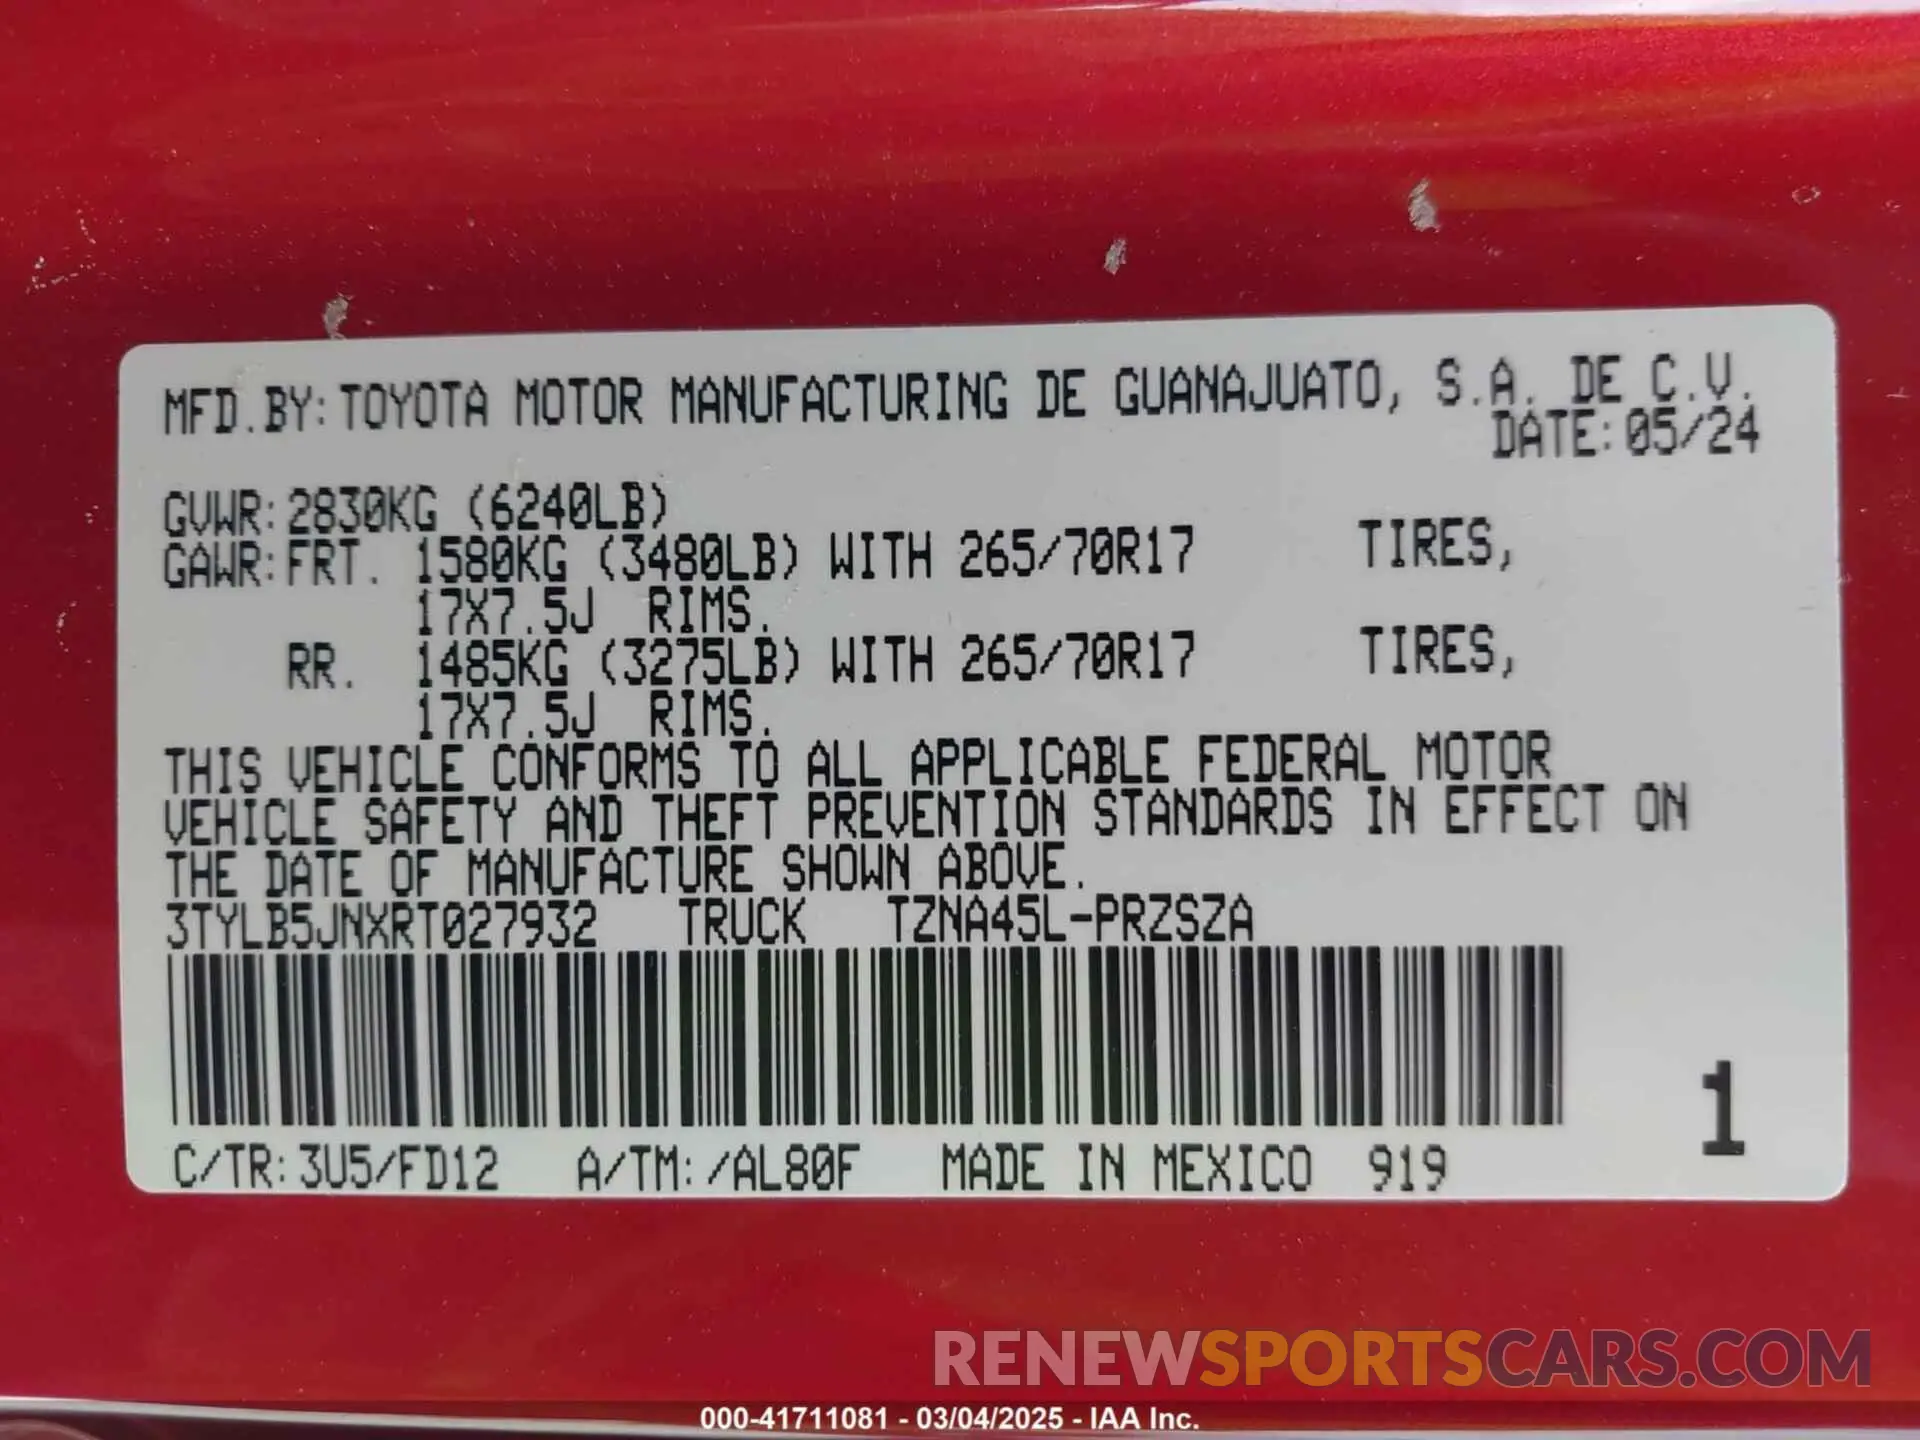 MFD.BY:TOYOTA MOTOR MANUFACTURING DE GUANAJUATO, S.A. DE C.V.
DATE:05/24
GVWR:2830KG (6240LB)
GAWR:FRT. 1580KG (3480LB) WITH 265/70R17 TIRES,
17X7.5J RIMS.
RR. 1485KG (3275LB) WITH 265/70R17 TIRES,
17X7.5J RIMS.
THIS VEHICLE CONFORMS TO ALL APPLICABLE FEDERAL MOTOR
VEHICLE SAFETY AND THEFT PREVENTION STANDARDS IN EFFECT ON
THE DATE OF MANUFACTURE SHOWN ABOVE.
3TYLB5JNXRT027932 TRUCK TZNA45L-PRZSZA
1
C/TR:3U5/FD12 A/TM:/AL80F MADE IN MEXICO 919
RENEWSPORTSCARS.COM
000-41711081 - 03/04/2025 - IAA Inc.